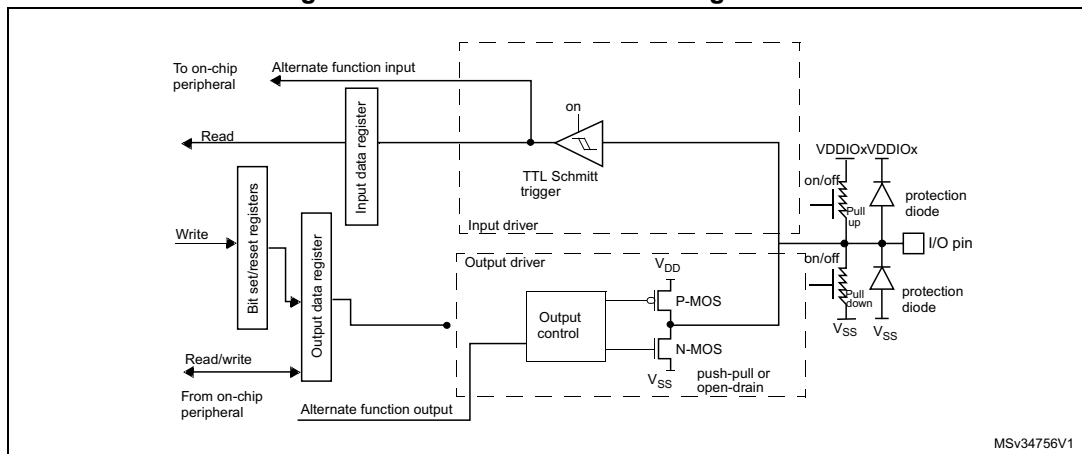 To on-chip
peripheral
Alternate function input
on
Read
Input data register
TTL Schmitt
trigger
Input driver
VDDIOx VDDIOx
on/off
Pull
up
protection
diode
Write
Bit set/reset registers
Output data register
I/O pin
Output driver
VDD
on/off
Pull
down
protection
diode
P-MOS
Output
control
N-MOS
VSS
VSS
VSS
push-pull or
open-drain
Read/write
From on-chip
peripheral
Alternate function output
MSv34756V1